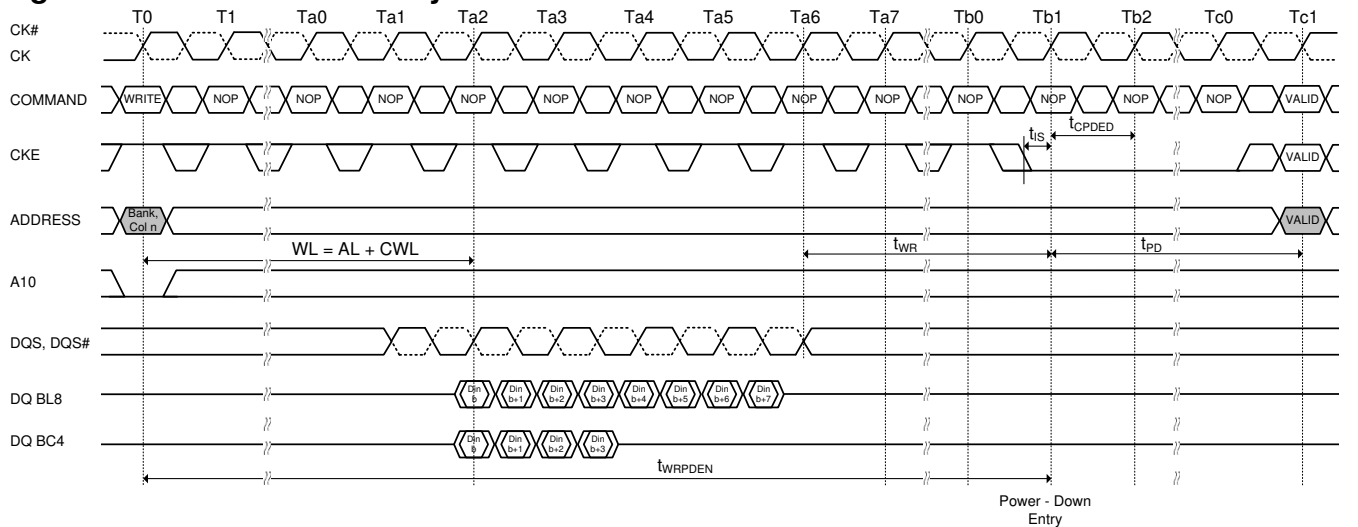 T0 T1 Ta0 Ta1 Ta2 Ta3 Ta4 Ta5 Ta6 Ta7 Tb0 Tb1 Tb2 Tc0 Tc1
CK#
CK
COMMAND WRITE NOP NOP NOP NOP NOP NOP NOP NOP NOP NOP NOP NOP NOP VALID
tIS tCPDED
CKE VALID
ADDRESS Bank, Col n VALID
WL = AL + CWL tWR tPD
A10
DQS, DQS#
DQ BL8 Din b Din b+1 Din b+2 Din b+3 Din b+4 Din b+5 Din b+6 Din b+7
DQ BC4 Din b Din b+1 Din b+2 Din b+3
tWRPDEN
Power - Down
Entry